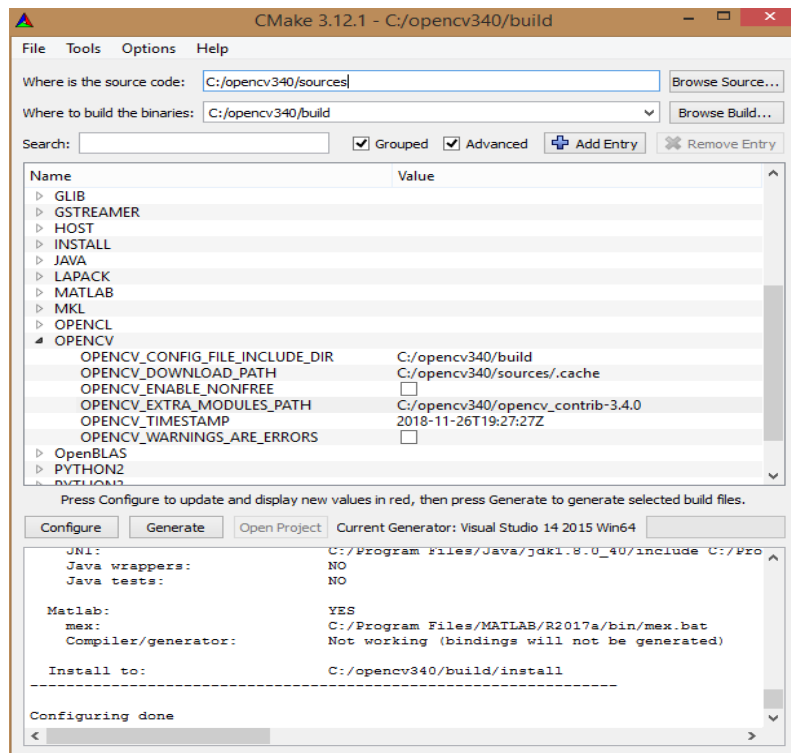 CMake 3.12.1 - C:/opencv340/build
File Tools Options Help
Where is the source code: C:/opencv340/sources Browse Source...
Where to build the binaries: C:/opencv340/build Browse Build...
Search: Grouped Advanced Add Entry Remove Entry
Name Value
GLIB
GSTREAMER
HOST
INSTALL
JAVA
LAPACK
MATLAB
MKL
OPENCL
OPENCV
OPENCV_CONFIG_FILE_INCLUDE_DIR C:/opencv340/build
OPENCV_DOWNLOAD_PATH C:/opencv340/sources/.cache
OPENCV_ENABLE_NONFREE
OPENCV_EXTRA_MODULES_PATH C:/opencv340/opencv_contrib-3.4.0
OPENCV_TIMESTAMP 2018-11-26T19:27:27Z
OPENCV_WARNINGS_ARE_ERRORS
OpenBLAS
PYTHON2
Press Configure to update and display new values in red, then press Generate to generate selected build files.
Configure Generate Open Project Current Generator: Visual Studio 14 2015 Win64
JNI: C:/Program Files/Java/jdk1.8.0_40/include C:/Pro
Java wrappers: NO
Java tests: NO
Matlab: YES
mex: C:/Program Files/MATLAB/R2017a/bin/mex.bat
Compiler/generator: Not working (bindings will not be generated)
Install to: C:/opencv340/build/install
-----------------------------------------------------------------
Configuring done